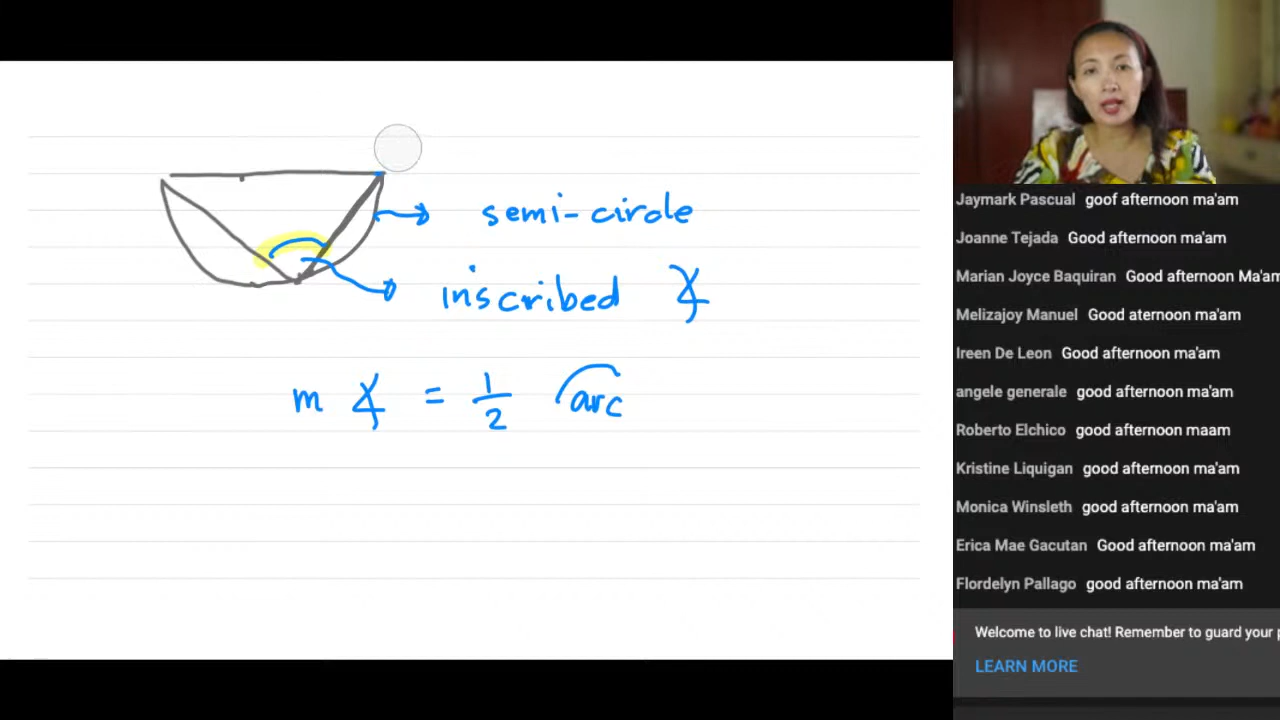 semi-circle
inscribed ∡
m ∡ = 1/2 arc
Jaymark Pascual goof afternoon ma'am
Joanne Tejada Good afternoon ma'am
Marian Joyce Baquiran Good afternoon Ma'am
Melizajoy Manuel Good aternoon ma'am
Ireen De Leon Good afternoon ma'am
angele generale good afternoon ma'am
Roberto Elchico good afternoon maam
Kristine Liquigan good afternoon ma'am
Monica Winsleth good afternoon ma'am
Erica Mae Gacutan Good afternoon ma'am
Flordelyn Pallago good afternoon ma'am
Welcome to live chat! Remember to guard your
LEARN MORE